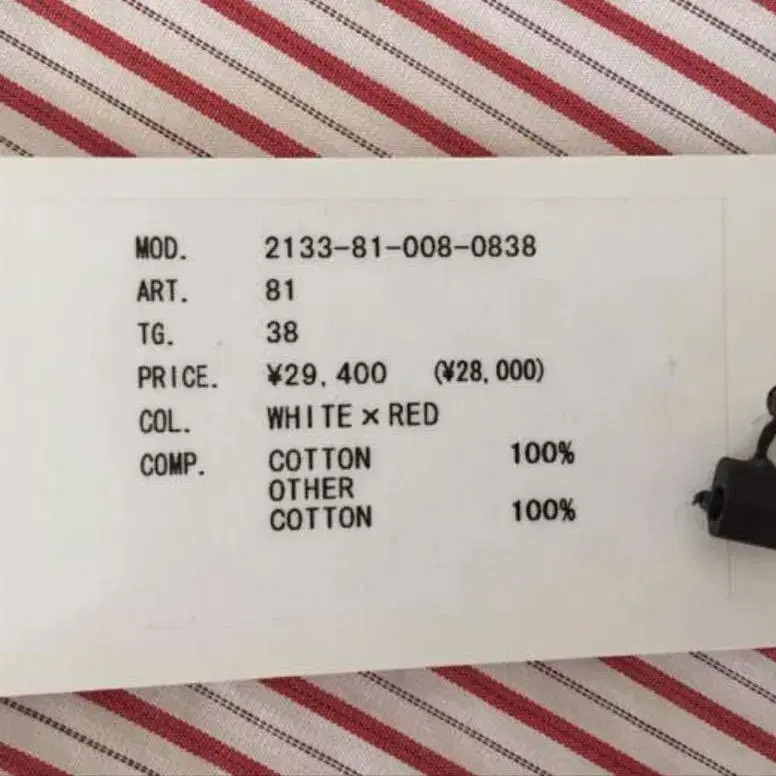 MOD. 2133-81-008-0838
ART. 81
TG. 38
PRICE. ¥29,400 (¥28,000)
COL. WHITE×RED
COMP. COTTON 100%
OTHER
COTTON 100%